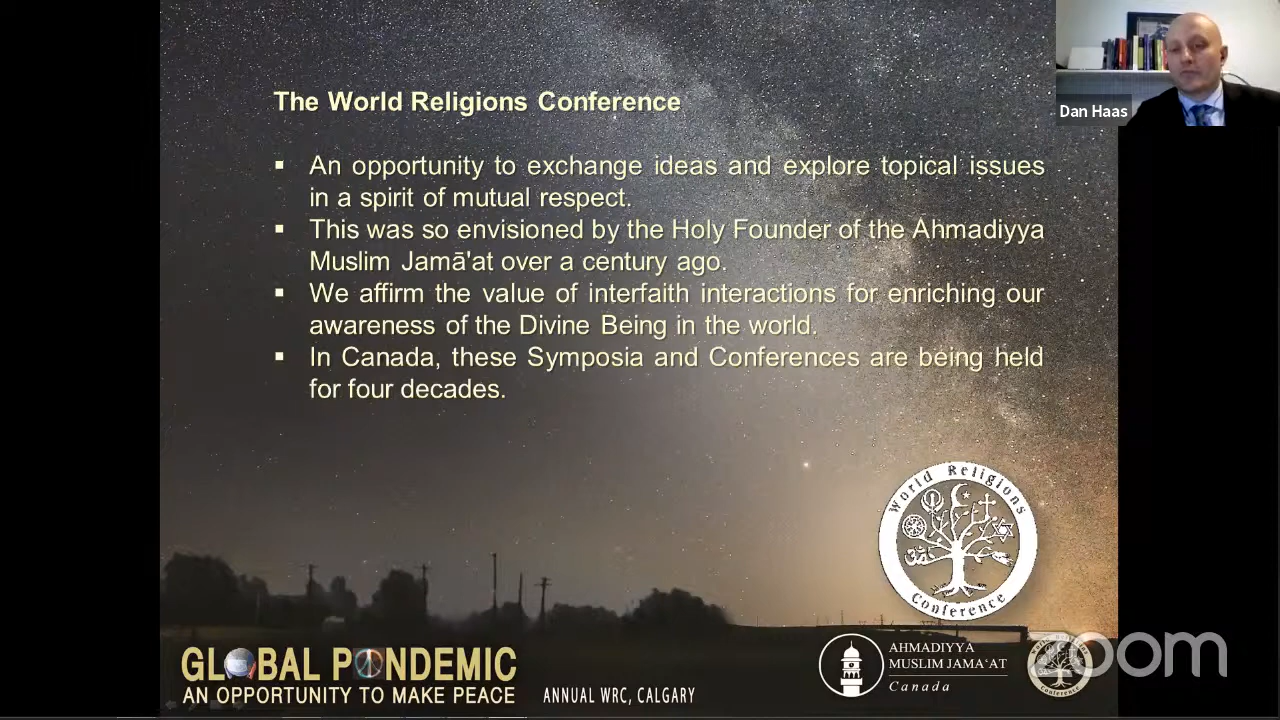 The World Religions Conference
Dan Haas
▪ An opportunity to exchange ideas and explore topical issues
in a spirit of mutual respect.
▪ This was so envisioned by the Holy Founder of the Ahmadiyya
Muslim Jamā'at over a century ago.
▪ We affirm the value of interfaith interactions for enriching our
awareness of the Divine Being in the world.
▪ In Canada, these Symposia and Conferences are being held
for four decades.
World Religions
Conference
GLOBAL PANDEMIC
AN OPPORTUNITY TO MAKE PEACE
ANNUAL WRC, CALGARY
AHMADIYYA
MUSLIM JAMA‘AT
Canada
zoom